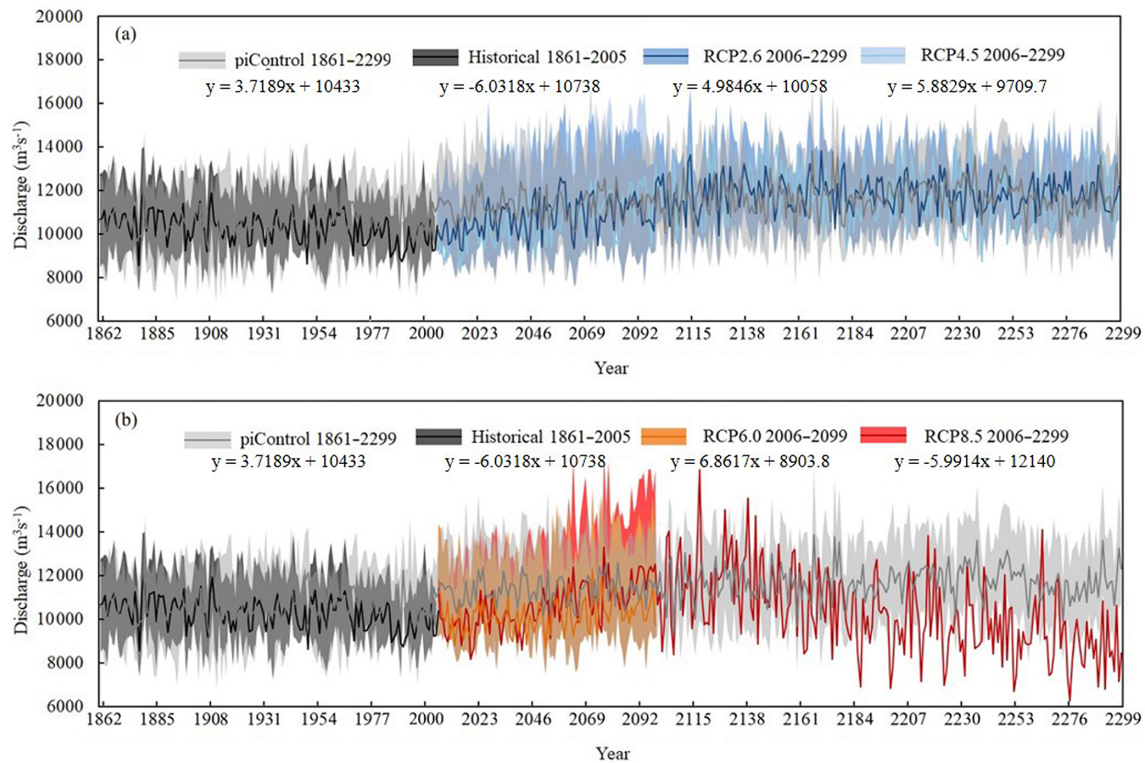 20000
(a)
18000
piControl 1861-2299 Historical 1861-2005 RCP2.6 2006-2299 RCP4.5 2006-2299
y = 3.7189x + 10433 y = -6.0318x + 10738 y = 4.9846x + 10058 y = 5.8829x + 9709.7
16000
14000
12000
10000
8000
6000
Discharge (m³s⁻¹)
1862 1885 1908 1931 1954 1977 2000 2023 2046 2069 2092 2115 2138 2161 2184 2207 2230 2253 2276 2299
Year
20000
(b)
18000
piControl 1861-2299 Historical 1861-2005 RCP6.0 2006-2099 RCP8.5 2006-2299
y = 3.7189x + 10433 y = -6.0318x + 10738 y = 6.8617x + 8903.8 y = -5.9914x + 12140
16000
14000
12000
10000
8000
6000
Discharge (m³s⁻¹)
1862 1885 1908 1931 1954 1977 2000 2023 2046 2069 2092 2115 2138 2161 2184 2207 2230 2253 2276 2299
Year